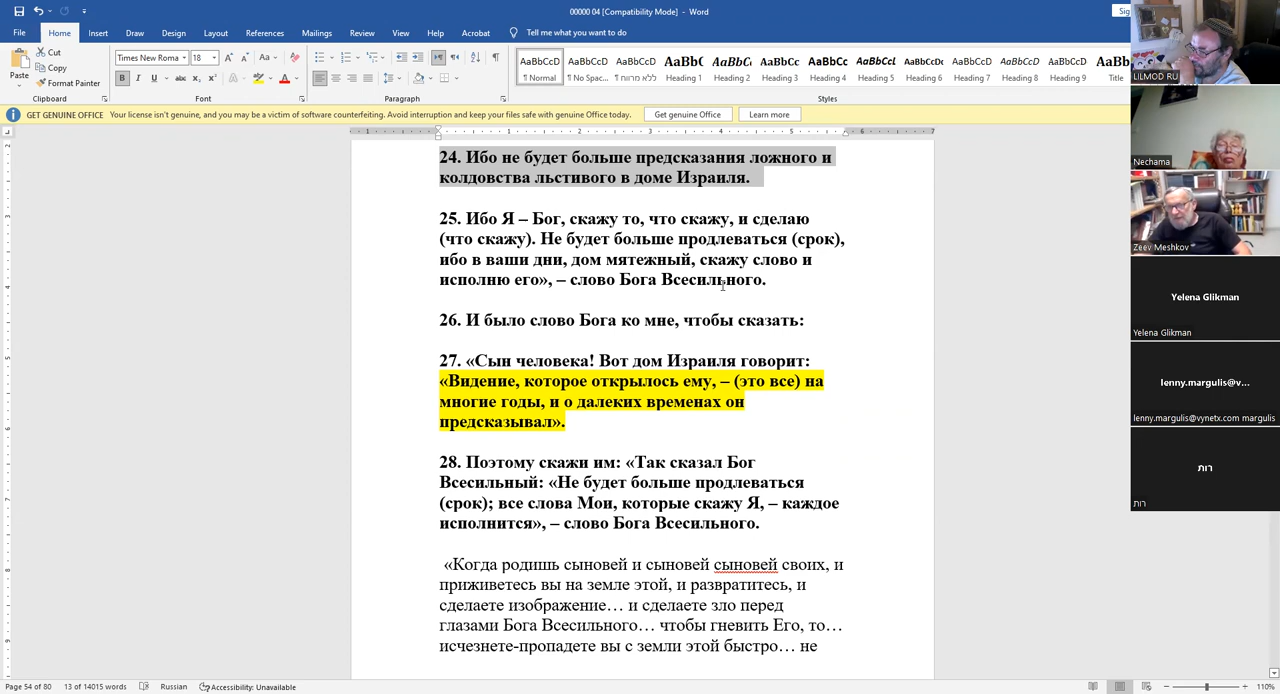 00000 04 [Compatibility Mode] - Word
Sig
File Home Insert Draw Design Layout References Mailings Review View Help Acrobat Tell me what you want to do
Paste Cut Copy Format Painter
Times New Roma 18
AaBbCcD AaBbCcD AaBbCcD AaBbC AaBbC AaBbCc AaBbCc AaBbCcL AaBbCcDc AaBbCcD AaBbCcD AaBbCcD AaBb
¶ Normal ¶ No Spac... Heading 1 Heading 2 Heading 3 Heading 4 Heading 5 Heading 6 Heading 7 Heading 8 Heading 9 Title
Clipboard Font Paragraph Styles
GET GENUINE OFFICE Your license isn't genuine, and you may be a victim of software counterfeiting. Avoid interruption and keep your files safe with genuine Office today. Get genuine Office Learn more
24. Ибо не будет больше предсказания ложного и
колдовства льстивого в доме Израиля.
25. Ибо Я – Бог, скажу то, что скажу, и сделаю
(что скажу). Не будет больше продлеваться (срок),
ибо в ваши дни, дом мятежный, скажу слово и
исполню его», – слово Бога Всесильного.
26. И было слово Бога ко мне, чтобы сказать:
27. «Сын человека! Вот дом Израиля говорит:
«Видение, которое открылось ему, – (это все) на
многие годы, и о далеких временах он
предсказывал».
28. Поэтому скажи им: «Так сказал Бог
Всесильный: «Не будет больше продлеваться
(срок); все слова Мои, которые скажу Я, – каждое
исполнится», – слово Бога Всесильного.
«Когда родишь сыновей и сыновей сыновей своих, и
приживетесь вы на земле этой, и развратитесь, и
сделаете изображение… и сделаете зло перед
глазами Бога Всесильного… чтобы гневить Его, то…
исчезнете-пропадете вы с земли этой быстро… не
LILMOD RU
Nechama
Zeev Meshkov
Yelena Glikman
Yelena Glikman
lenny.margulis@v...
lenny.margulis@vynetx.com margulis
רות
רות
Page 54 of 80 13 of 14015 words Russian Accessibility: Unavailable 110%